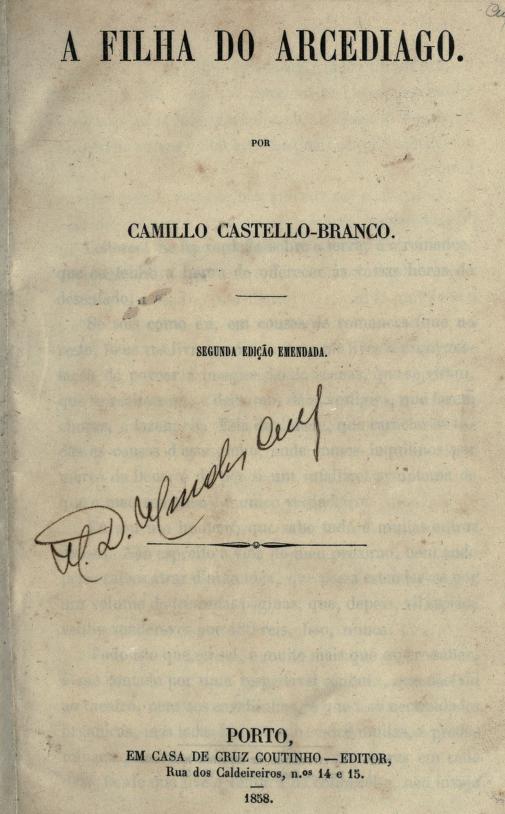 A FILHA DO ARCEDIAGO.
POR
CAMILLO CASTELLO-BRANCO.
SEGUNDA EDIÇÃO EMENDADA.
PORTO,
EM CASA DE CRUZ COUTINHO — EDITOR,
Rua dos Caldeireiros, n.os 14 e 15.
1858.